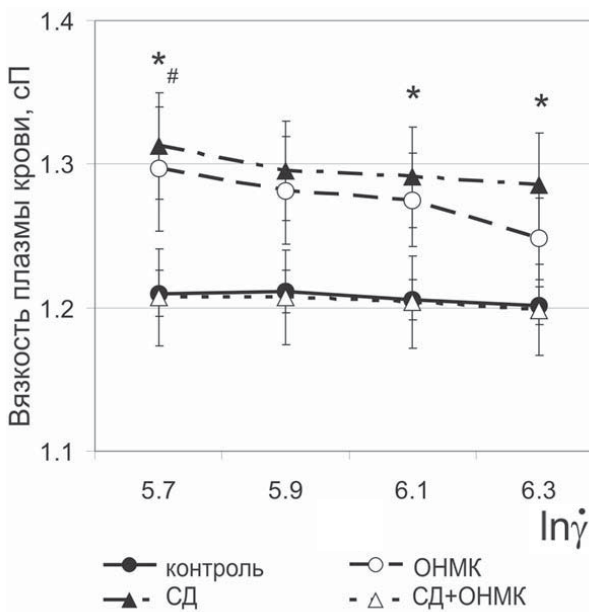 1.4
1.3
1.2
1.1
Вязкость плазмы крови, сП
*#
*
*
5.7 5.9 6.1 6.3
lnγ̇
контроль ОНМК
СД СД+ОНМК